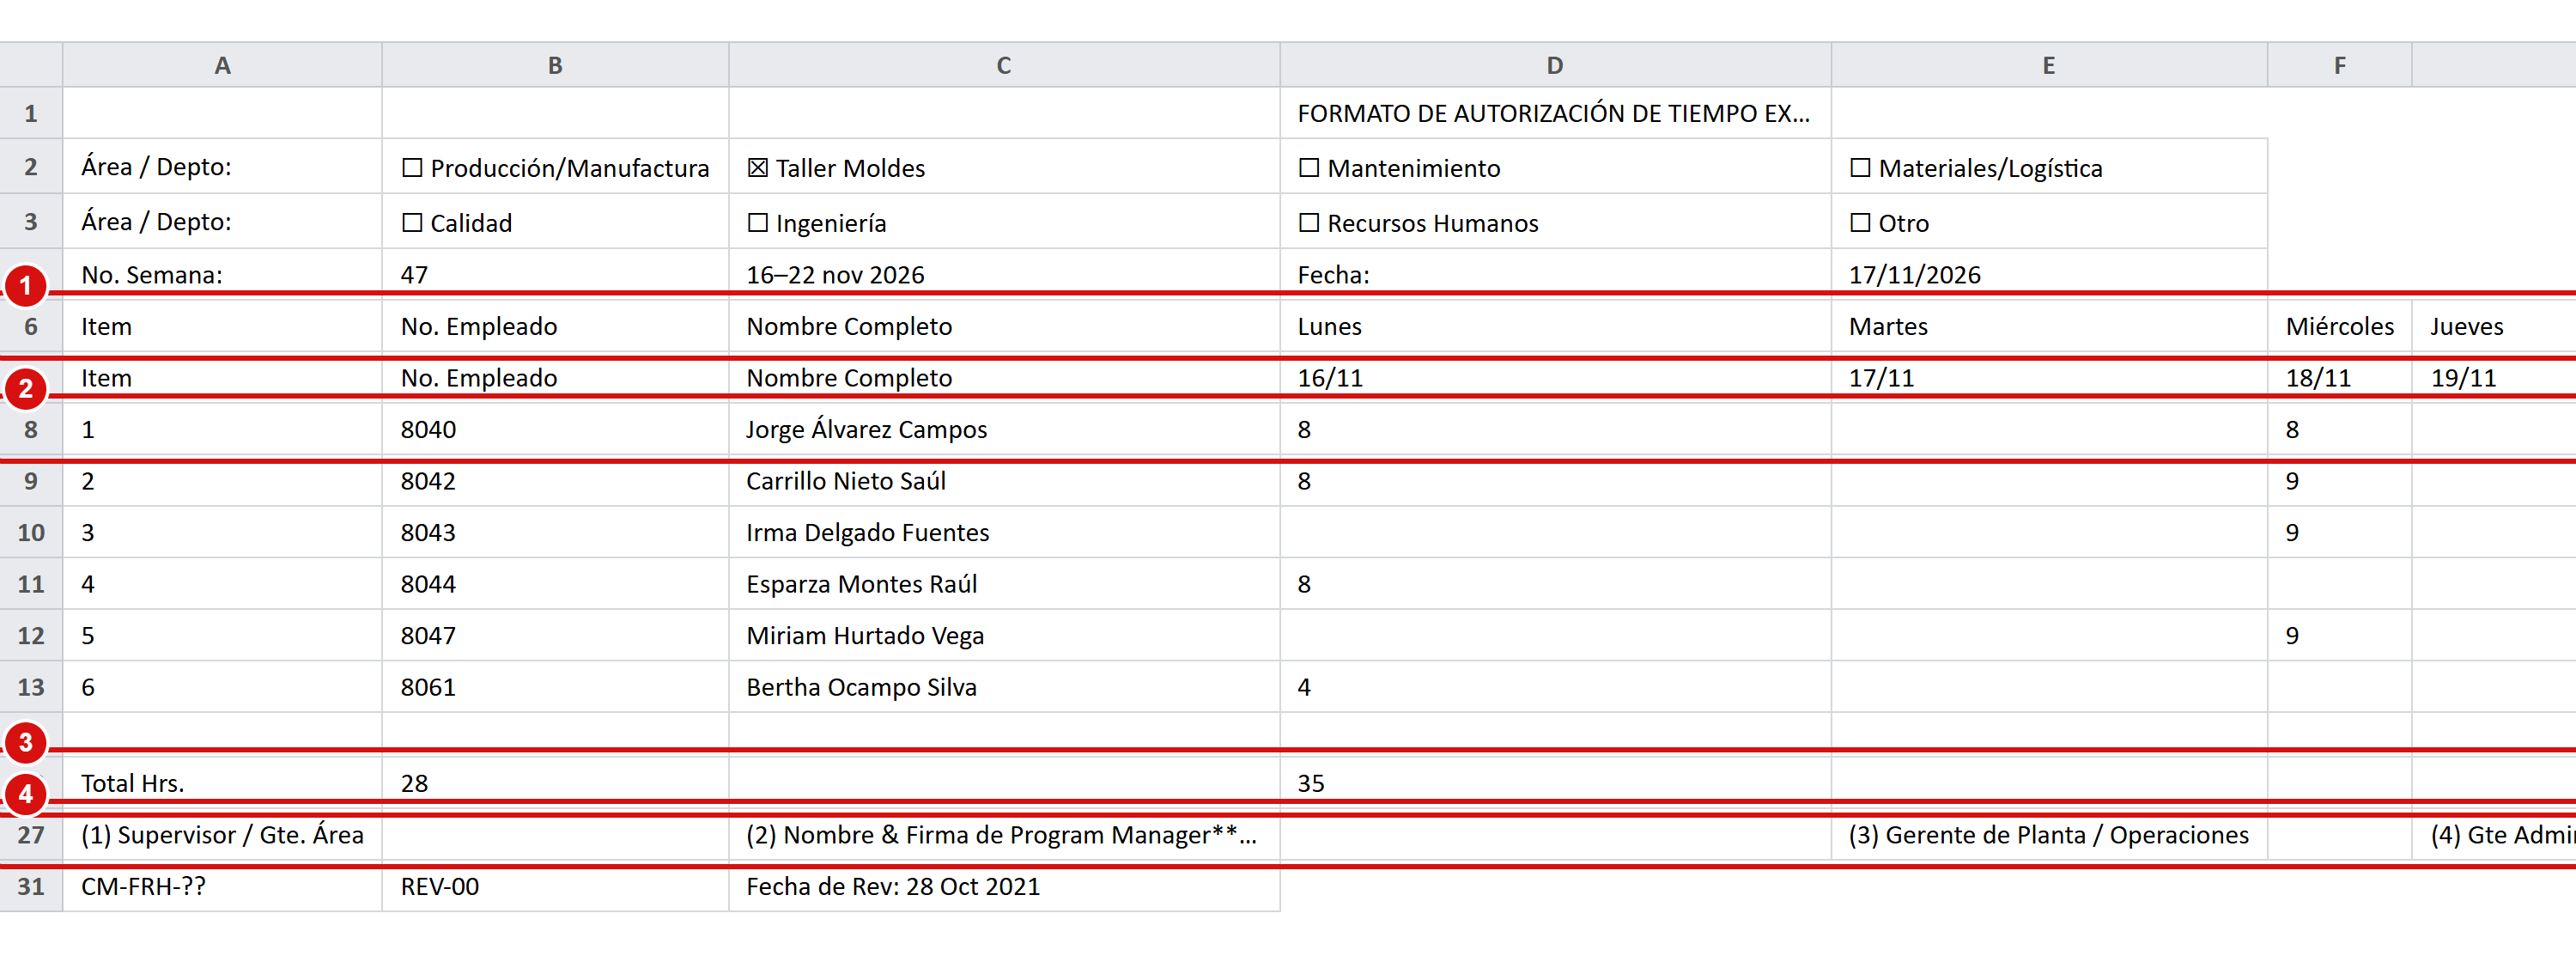 A B C D E F
1 FORMATO DE AUTORIZACIÓN DE TIEMPO EX...
2 Área / Depto: ☐ Producción/Manufactura ☒ Taller Moldes ☐ Mantenimiento ☐ Materiales/Logística
3 Área / Depto: ☐ Calidad ☐ Ingeniería ☐ Recursos Humanos ☐ Otro
1 No. Semana: 47 16–22 nov 2026 Fecha: 17/11/2026
6 Item No. Empleado Nombre Completo Lunes Martes Miércoles Jueves
2 Item No. Empleado Nombre Completo 16/11 17/11 18/11 19/11
8 1 8040 Jorge Álvarez Campos 8 8
9 2 8042 Carrillo Nieto Saúl 8 9
10 3 8043 Irma Delgado Fuentes 9
11 4 8044 Esparza Montes Raúl 8
12 5 8047 Miriam Hurtado Vega 9
13 6 8061 Bertha Ocampo Silva 4
3
4 Total Hrs. 28 35
27 (1) Supervisor / Gte. Área (2) Nombre & Firma de Program Manager**... (3) Gerente de Planta / Operaciones (4) Gte
31 CM-FRH-?? REV-00 Fecha de Rev: 28 Oct 2021